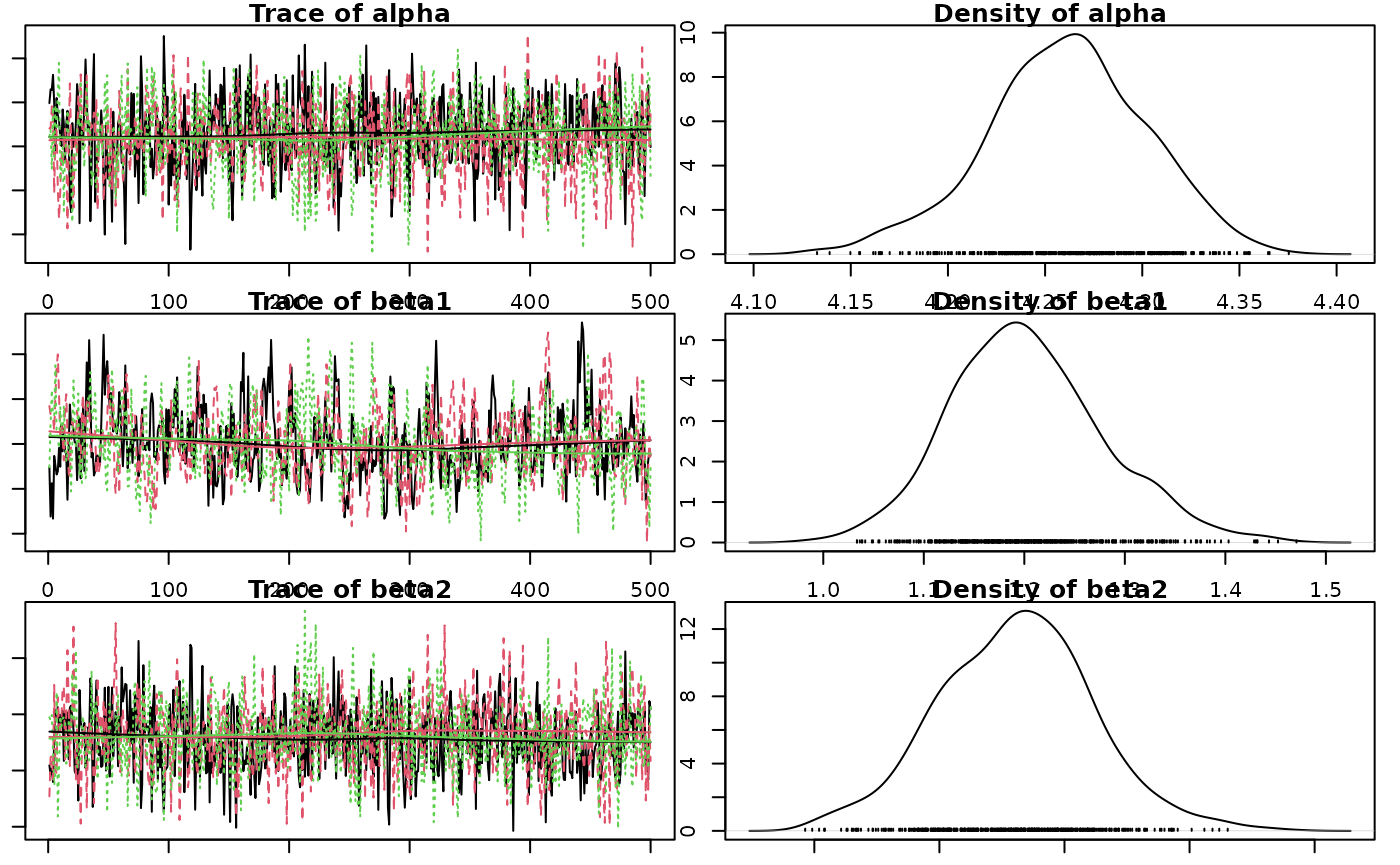 Trace of alpha
Density of alpha
0 2 4 6 8 10
0 100 200 300 400 500
4.10 4.15 4.20 4.25 4.30 4.35 4.40
Trace of beta1
Density of beta1
0 1 2 3 4 5
0 100 200 300 400 500
1.0 1.1 1.2 1.3 1.4 1.5
Trace of beta2
Density of beta2
0 4 8 12